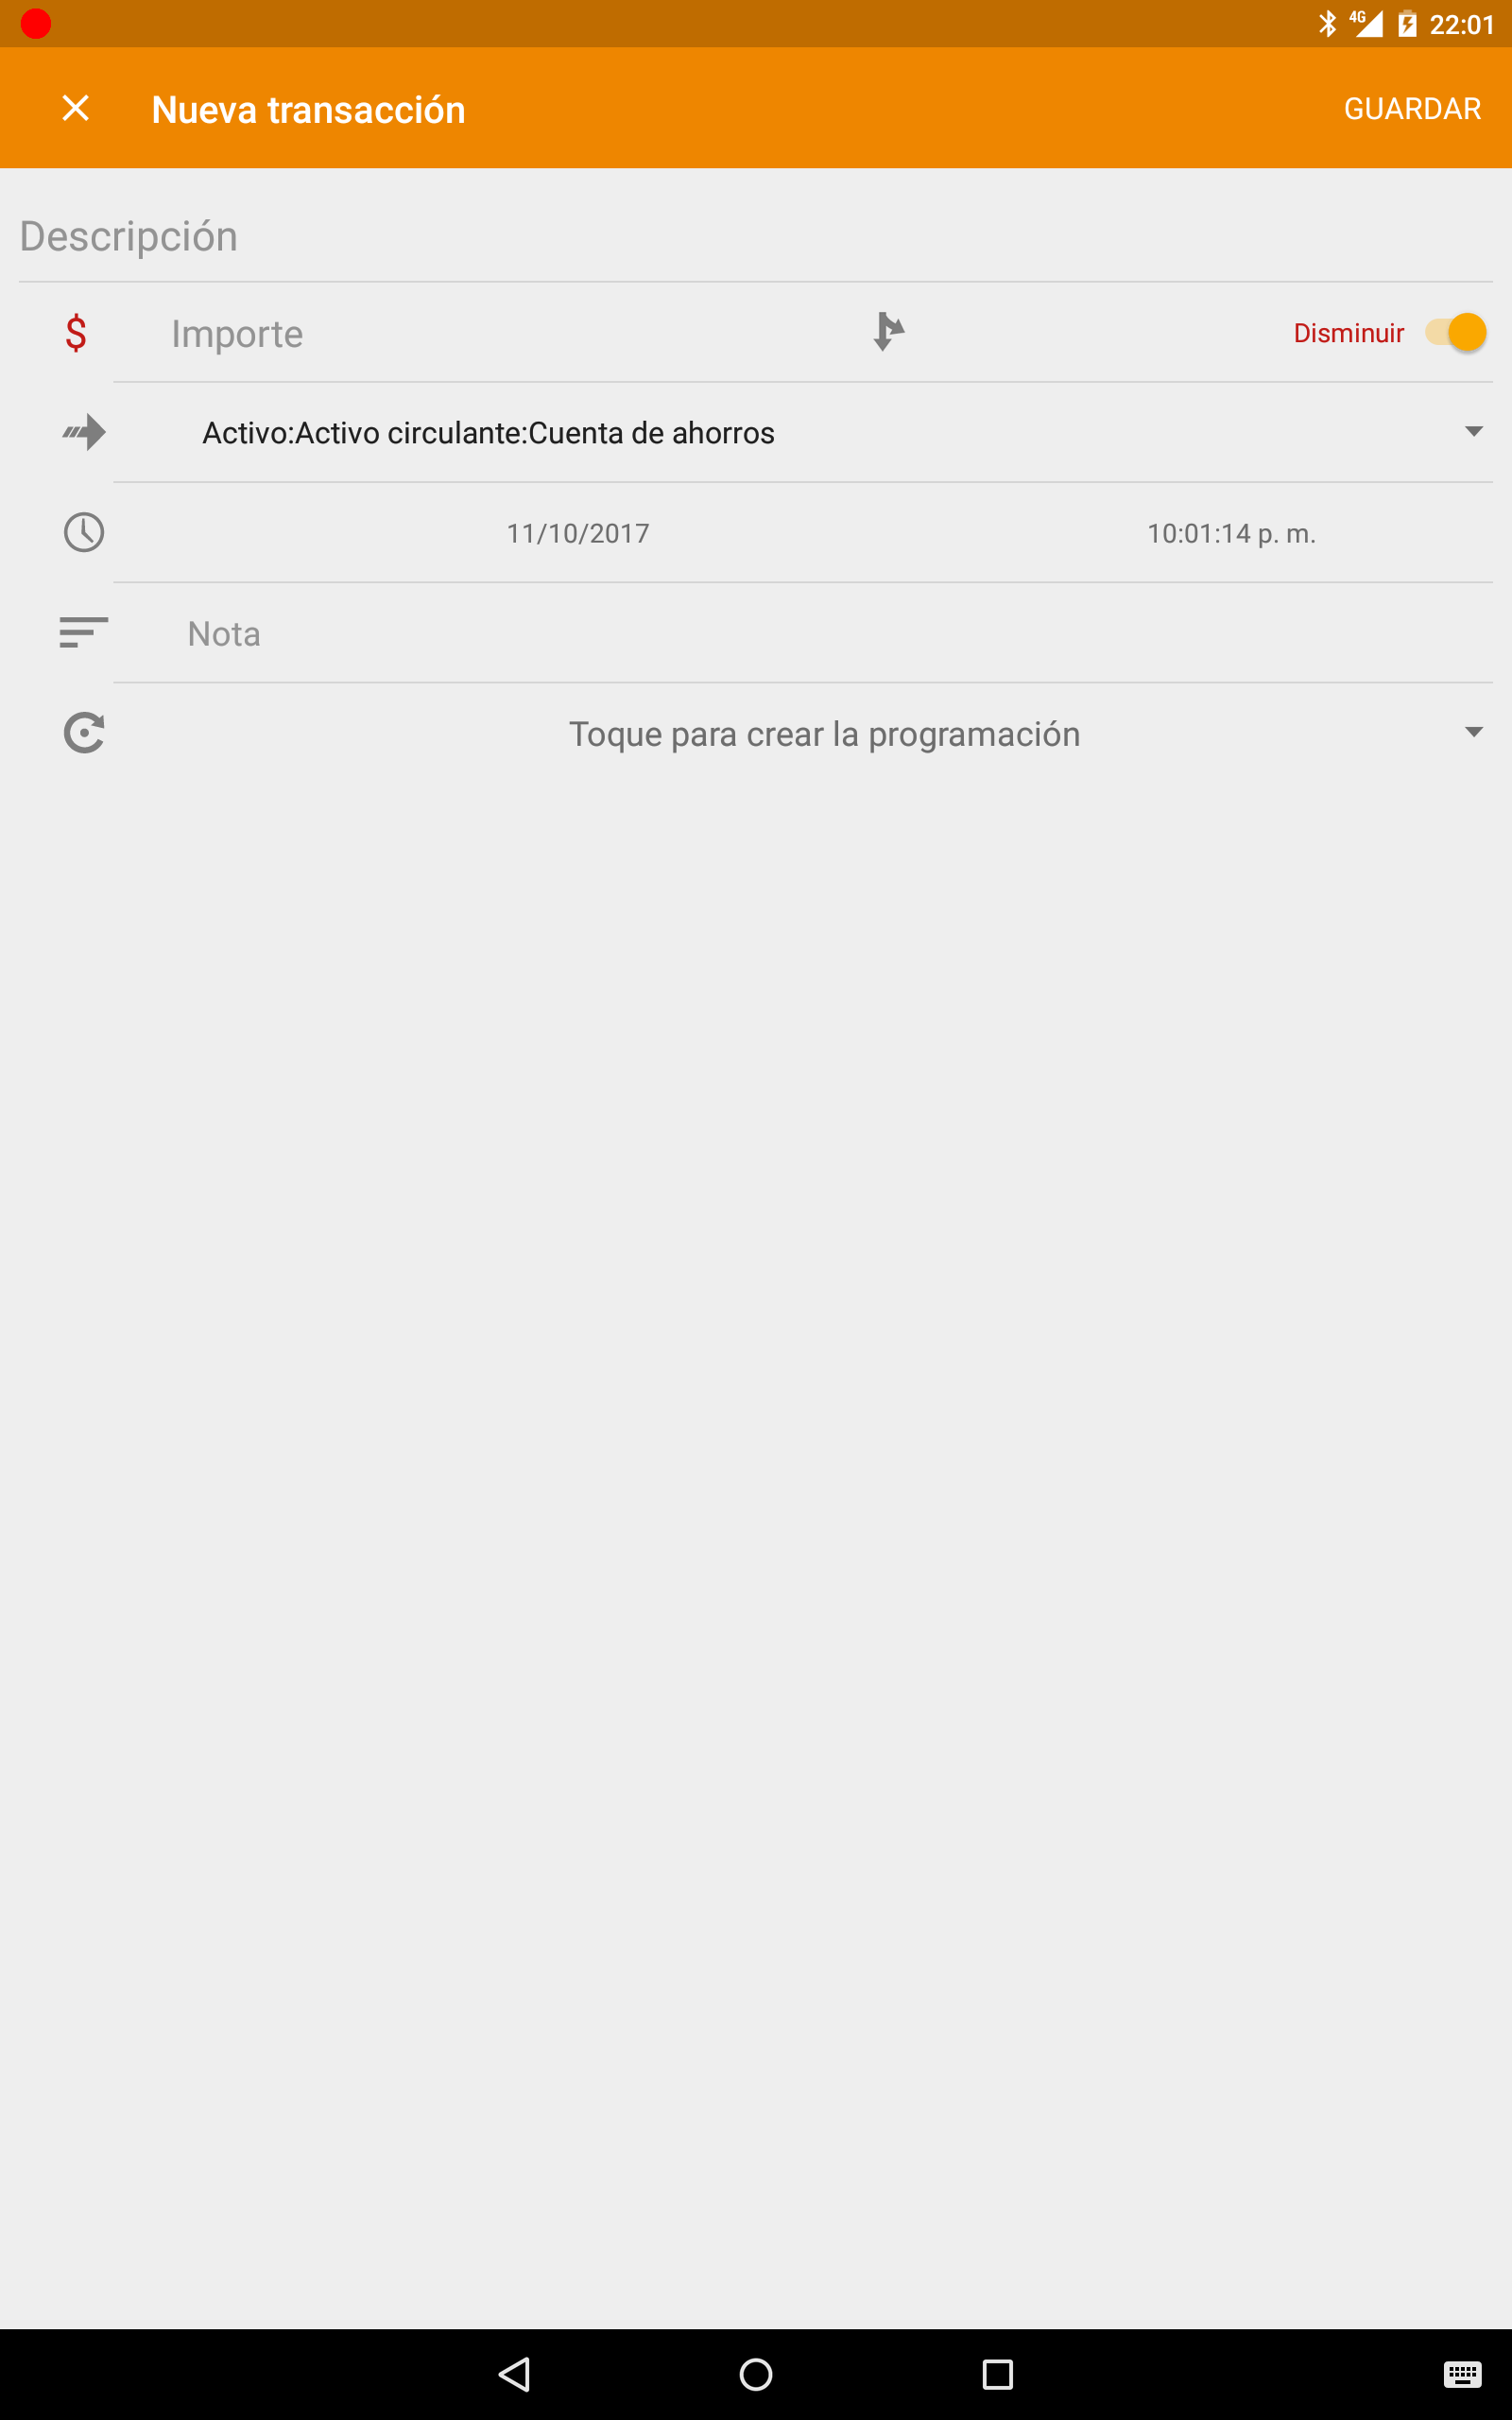 4G 22:01
Nueva transacción GUARDAR
Descripción
$ Importe Disminuir
Activo:Activo circulante:Cuenta de ahorros
11/10/2017 10:01:14 p. m.
Nota
Toque para crear la programación